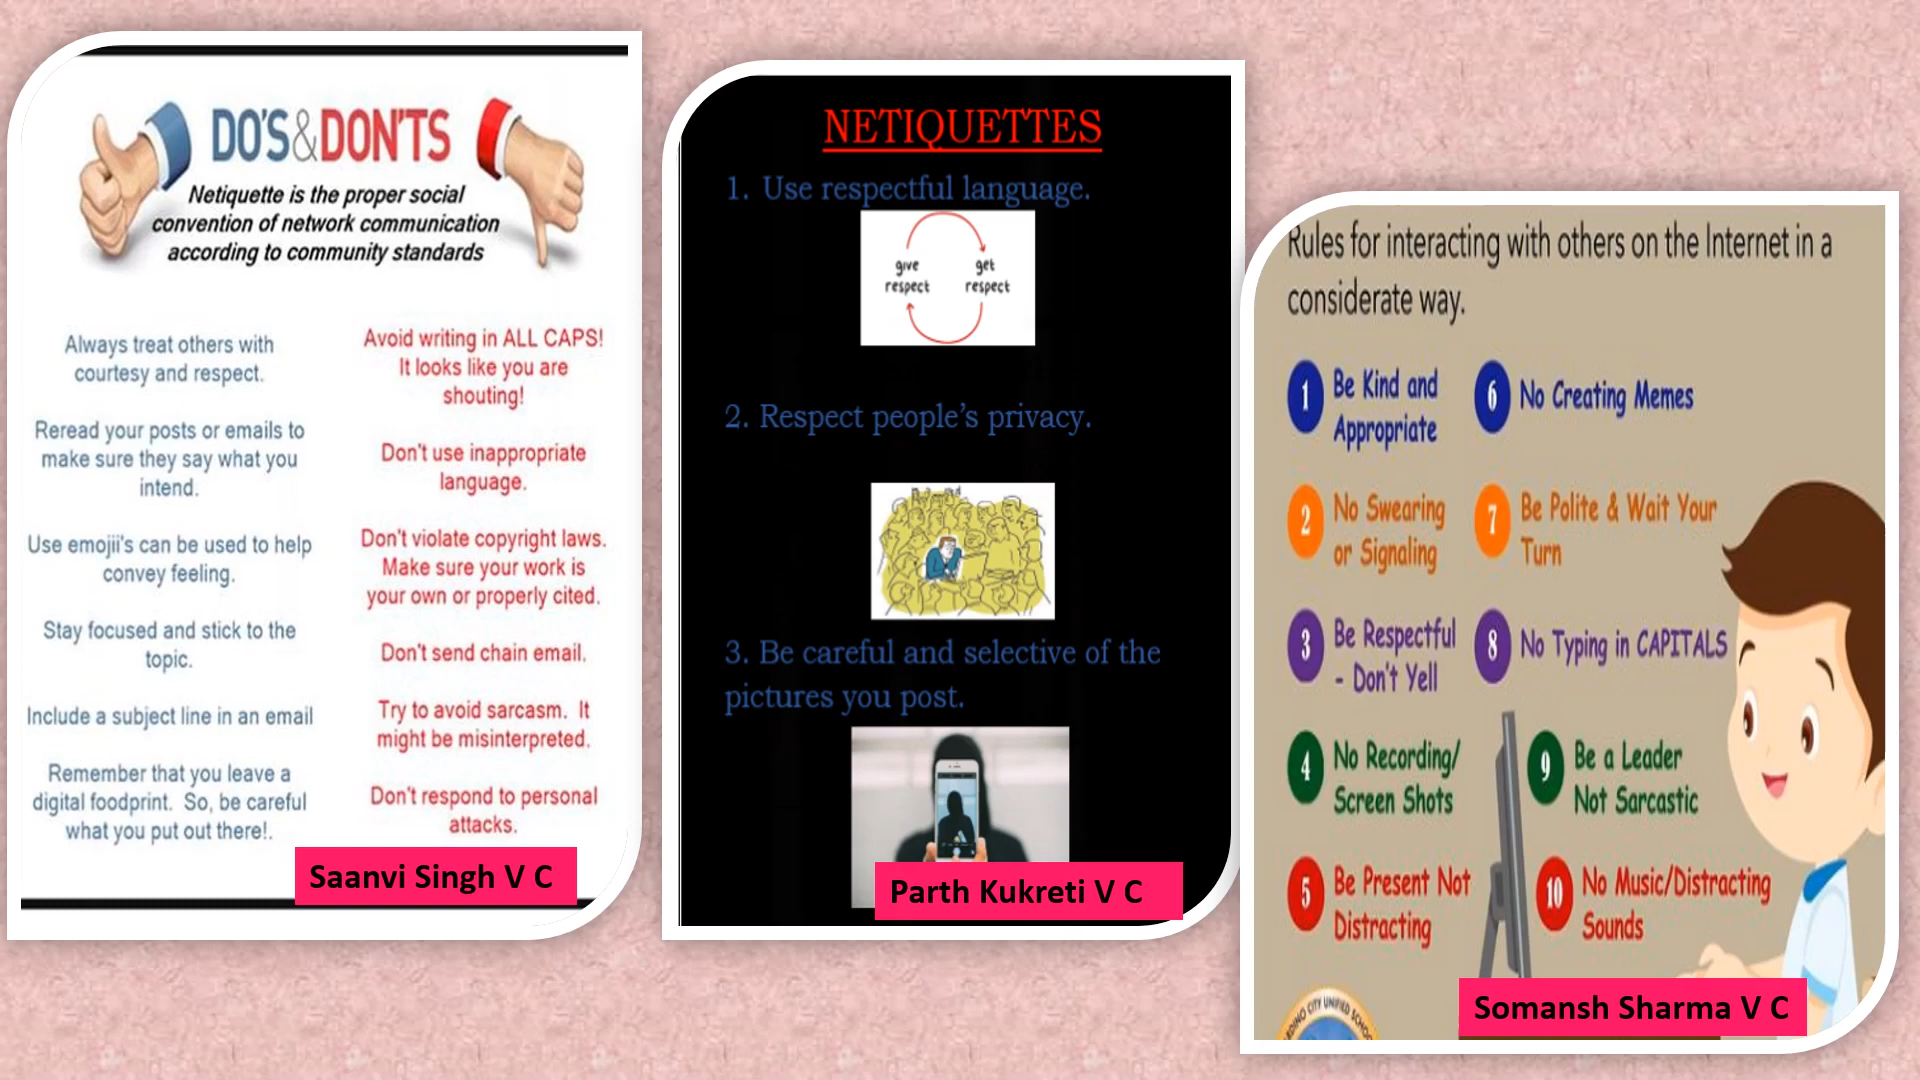 DO'S&DON'TS
Netiquette is the proper social
convention of network communication
according to community standards
Always treat others with
courtesy and respect.
Reread your posts or emails to
make sure they say what you
intend.
Use emojii's can be used to help
convey feeling.
Stay focused and stick to the
topic.
Include a subject line in an email
Remember that you leave a
digital foodprint. So, be careful
what you put out there!.
Avoid writing in ALL CAPS!
It looks like you are
shouting!
Don't use inappropriate
language.
Don't violate copyright laws.
Make sure your work is
your own or properly cited.
Don't send chain email.
Try to avoid sarcasm. It
might be misinterpreted.
Don't respond to personal
attacks.
Saanvi Singh V C
NETIQUETTES
1. Use respectful language.
give
respect
get
respect
2. Respect people's privacy.
3. Be careful and selective of the
pictures you post.
Parth Kukreti V C
Rules for interacting with others on the Internet in a
considerate way.
1 Be Kind and
Appropriate
2 No Swearing
or Signaling
3 Be Respectful
- Don't Yell
4 No Recording/
Screen Shots
5 Be Present Not
Distracting
6 No Creating Memes
7 Be Polite & Wait Your
Turn
8 No Typing in CAPITALS
9 Be a Leader
Not Sarcastic
10 No Music/Distracting
Sounds
CITY UNIFIED
Somansh Sharma V C